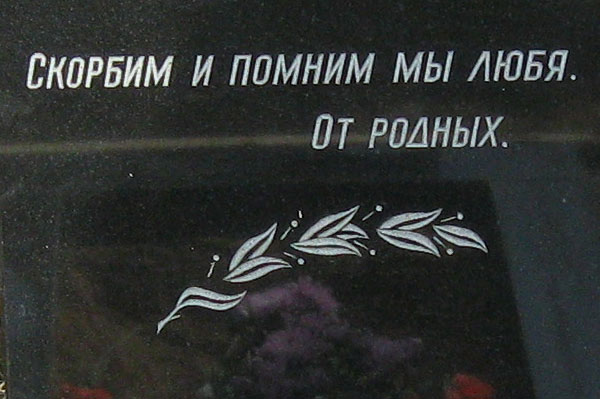 Скорбим и помним мы любя.
От родных.